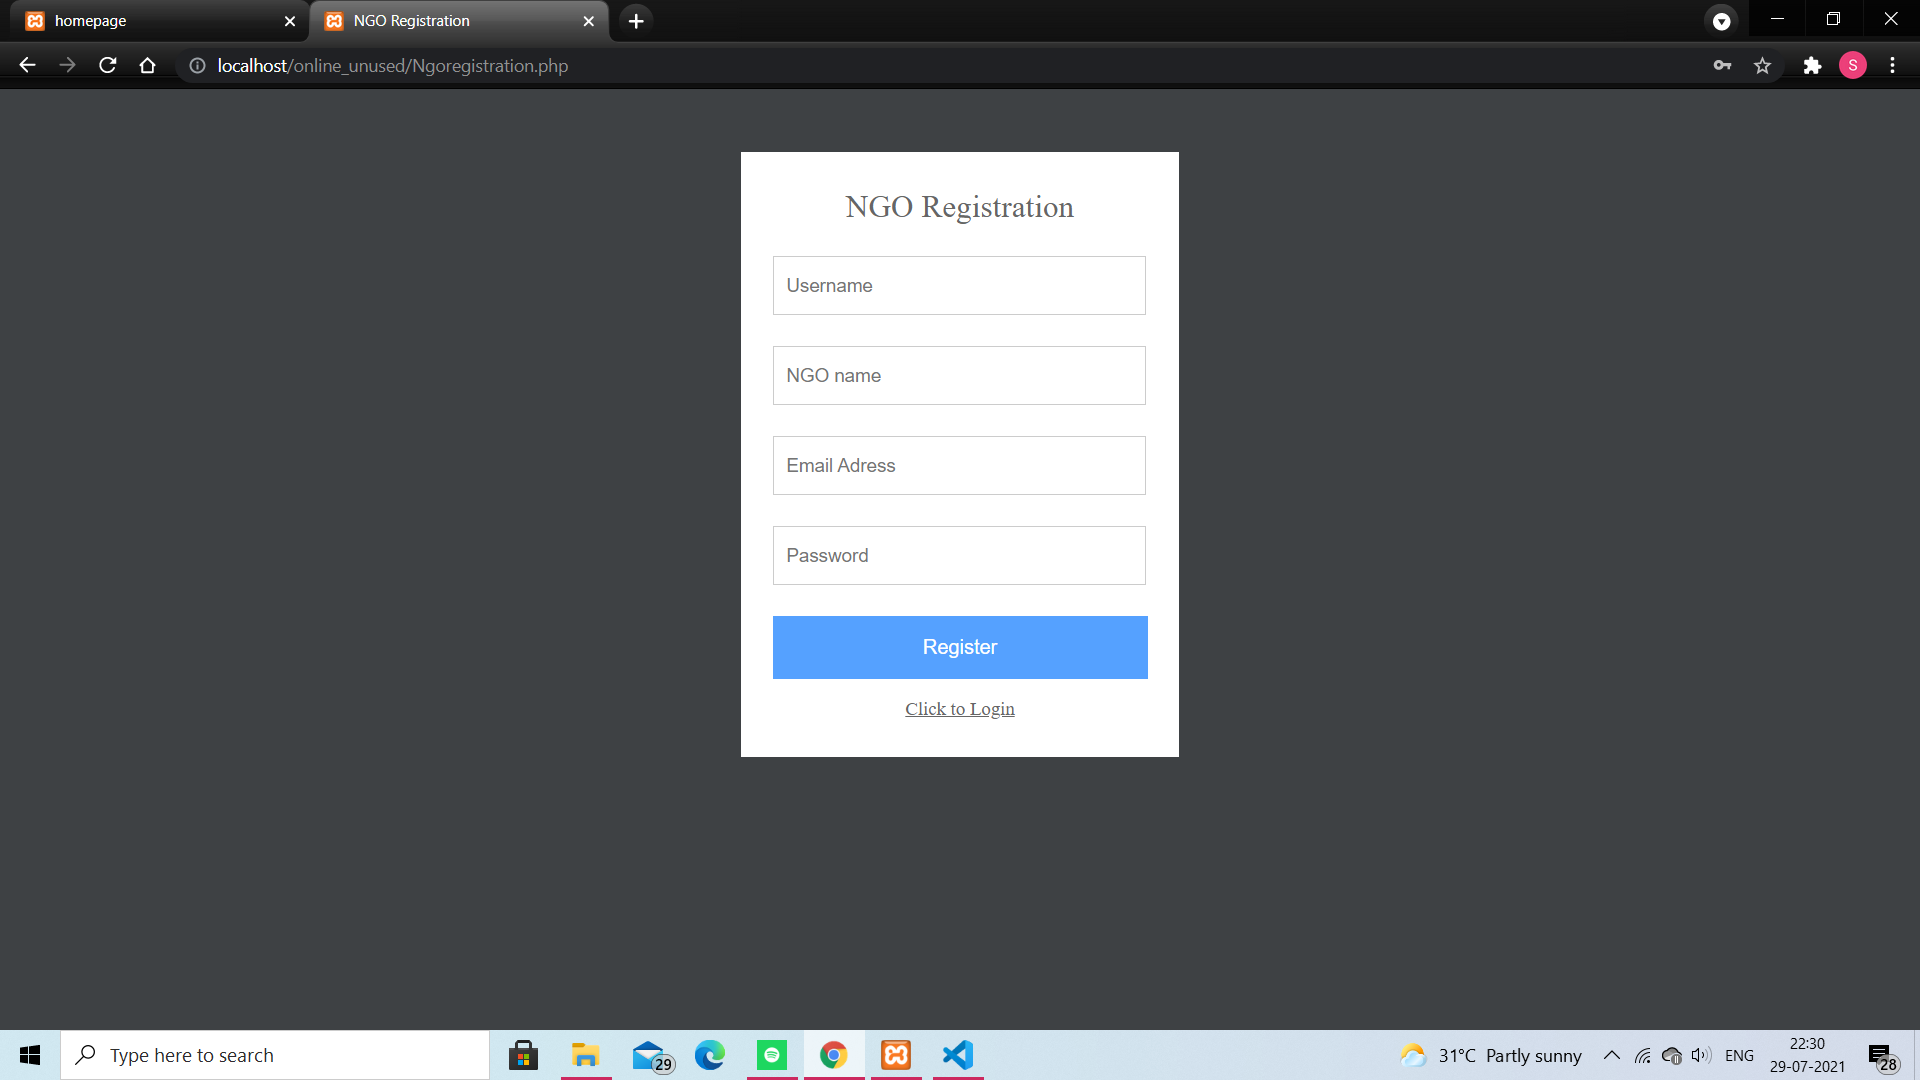 homepage
NGO Registration
localhost/online_unused/Ngoregistration.php
S
NGO Registration
Username
NGO name
Email Adress
Password
Register
Click to Login
Type here to search
29
31°C Partly sunny
ENG
22:30
29-07-2021
28